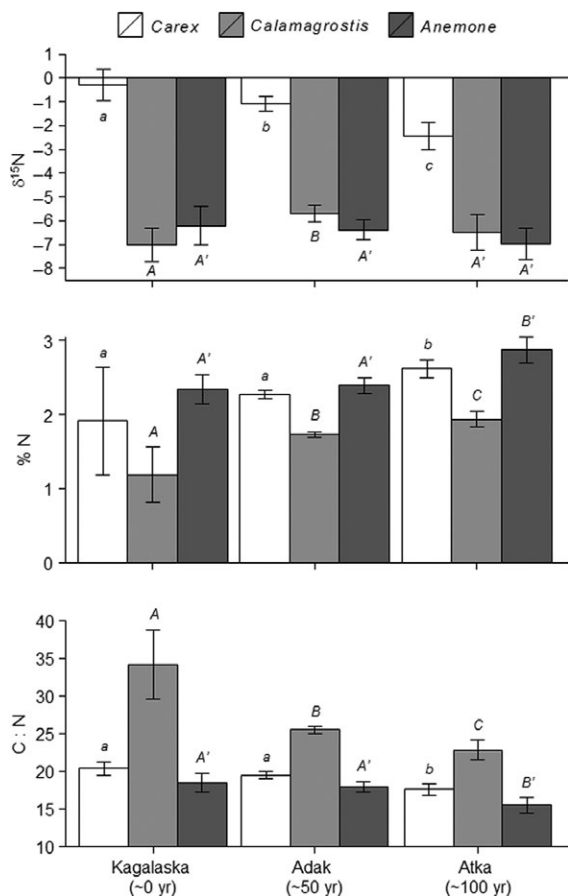 Carex Calamagrostis Anemone
1
0
–1
–2
–3
–4
–5
–6
–7
–8
δ15N
a
A
A'
b
B
A'
c
A'
A'
3
2
1
0
% N
a
A
A'
a
B
A'
b
C
B'
40
35
30
25
20
15
10
C : N
a
A
A'
a
B
A'
b
C
B'
Kagalaska Adak Atka
(~0 yr) (~50 yr) (~100 yr)